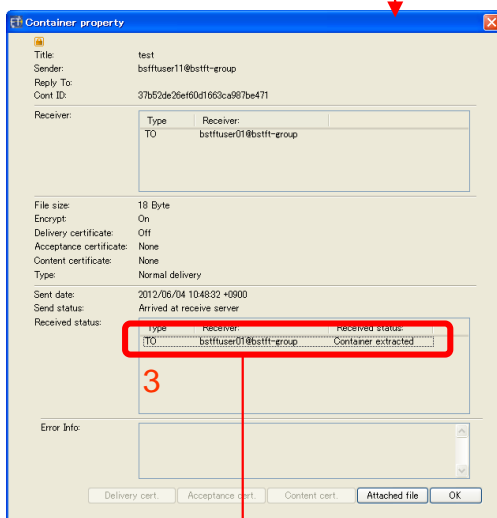 Container property
Title: test
Sender: bsfftuser11@bstft-group
Reply To:
Cont ID: 37b52de26ef60d1663ca987be471
Receiver:
Type Receiver:
TO bstftuser01@bstft-group
File size: 18 Byte
Encrypt: On
Delivery certificate: Off
Acceptance certificate: None
Content certificate: None
Type: Normal delivery
Sent date: 2012/06/04 10:48:32 +0900
Send status: Arrived at receive server
Received status:
Type Receiver: Received status:
TO bstftuser01@bstft-group Container extracted
3
Error Info:
Delivery cert. Acceptance cert. Content cert. Attached file OK